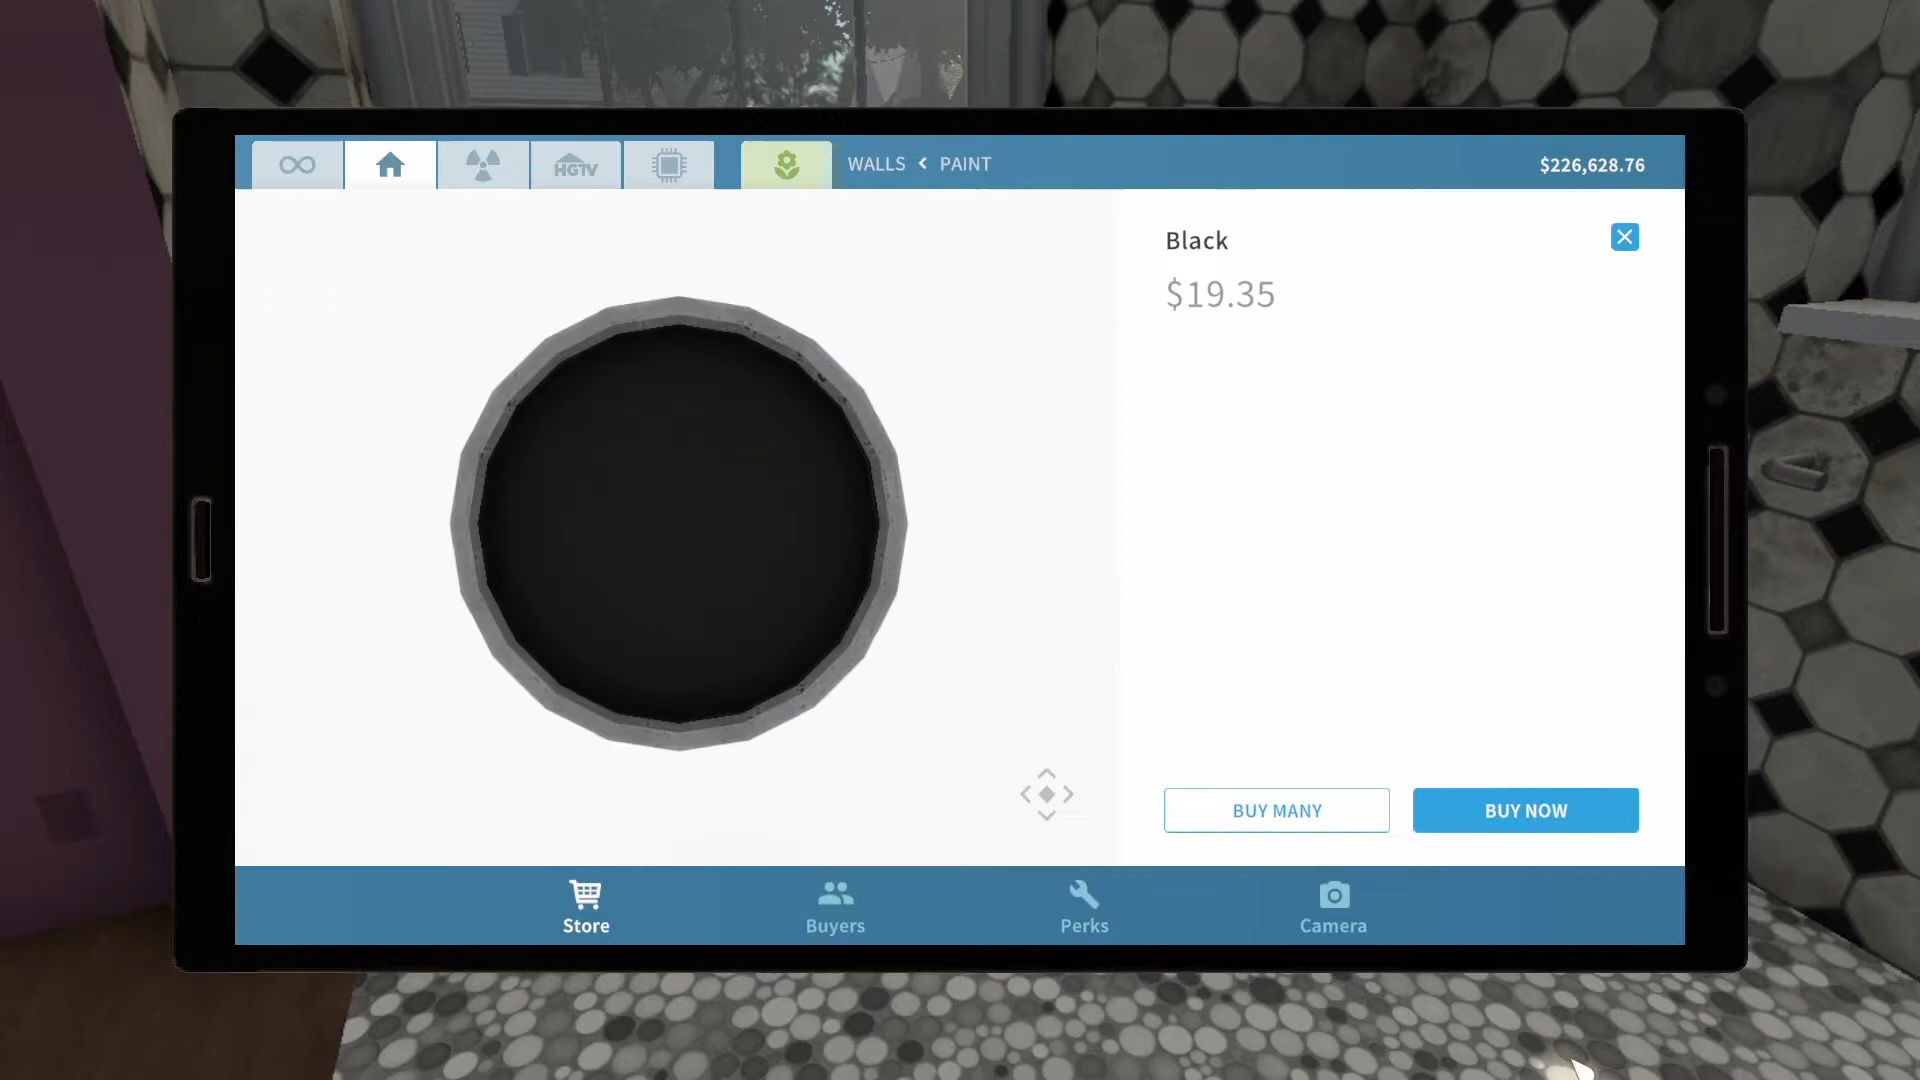 HGTV
WALLS < PAINT
$226,628.76
Black
$19.35
BUY MANY
BUY NOW
Store
Buyers
Perks
Camera